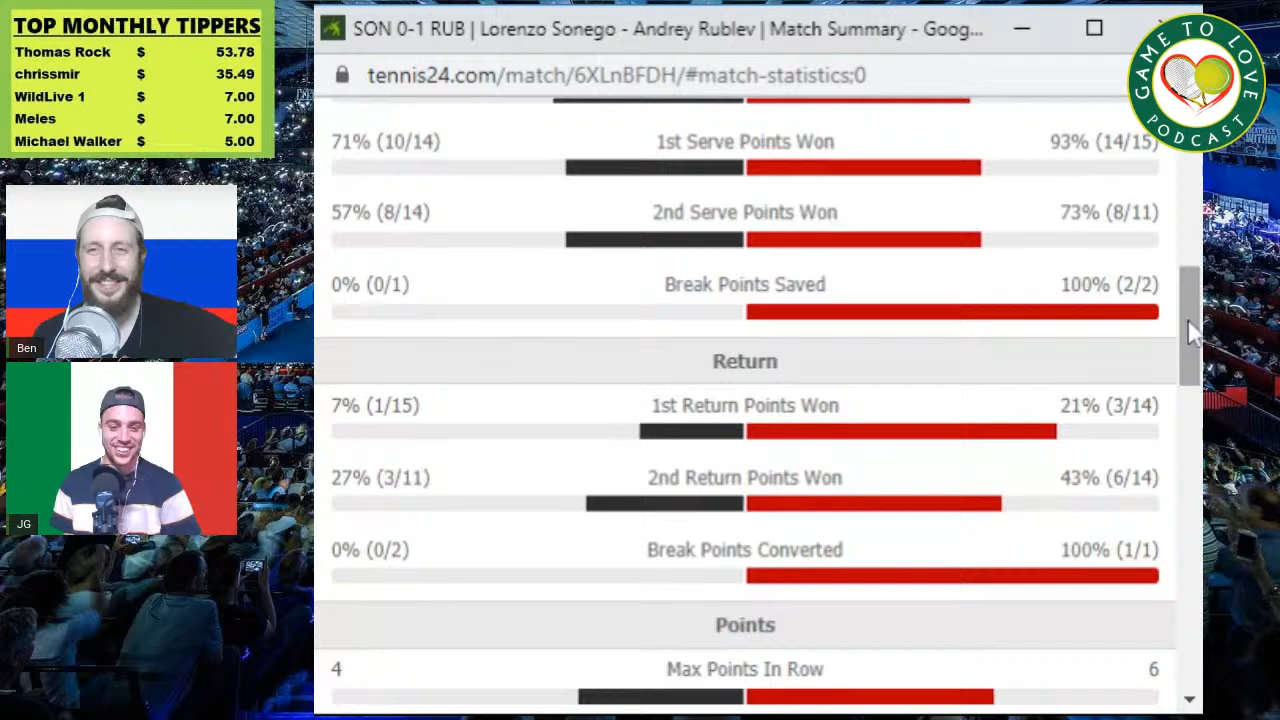 TOP MONTHLY TIPPERS
Thomas Rock $ 53.78
chrissmir $ 35.49
WildLive 1 $ 7.00
Meles $ 7.00
Michael Walker $ 5.00
Ben
JG
SON 0-1 RUB | Lorenzo Sonego - Andrey Rublev | Match Summary - Goog...
tennis24.com/match/6XLnBFDH/#match-statistics;0
GAME TO LOVE
PODCAST
71% (10/14) 1st Serve Points Won 93% (14/15)
57% (8/14) 2nd Serve Points Won 73% (8/11)
0% (0/1) Break Points Saved 100% (2/2)
Return
7% (1/15) 1st Return Points Won 21% (3/14)
27% (3/11) 2nd Return Points Won 43% (6/14)
0% (0/2) Break Points Converted 100% (1/1)
Points
4 Max Points In Row 6